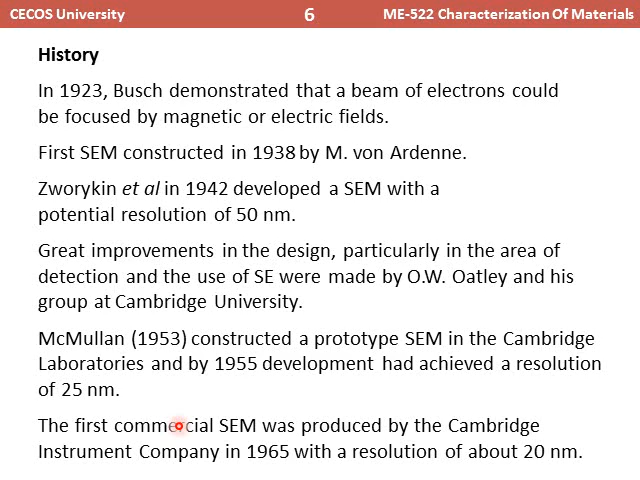 CECOS University
6
ME-522 Characterization Of Materials
History
In 1923, Busch demonstrated that a beam of electrons could
be focused by magnetic or electric fields.
First SEM constructed in 1938 by M. von Ardenne.
Zworykin et al in 1942 developed a SEM with a
potential resolution of 50 nm.
Great improvements in the design, particularly in the area of
detection and the use of SE were made by O.W. Oatley and his
group at Cambridge University.
McMullan (1953) constructed a prototype SEM in the Cambridge
Laboratories and by 1955 development had achieved a resolution
of 25 nm.
The first commercial SEM was produced by the Cambridge
Instrument Company in 1965 with a resolution of about 20 nm.